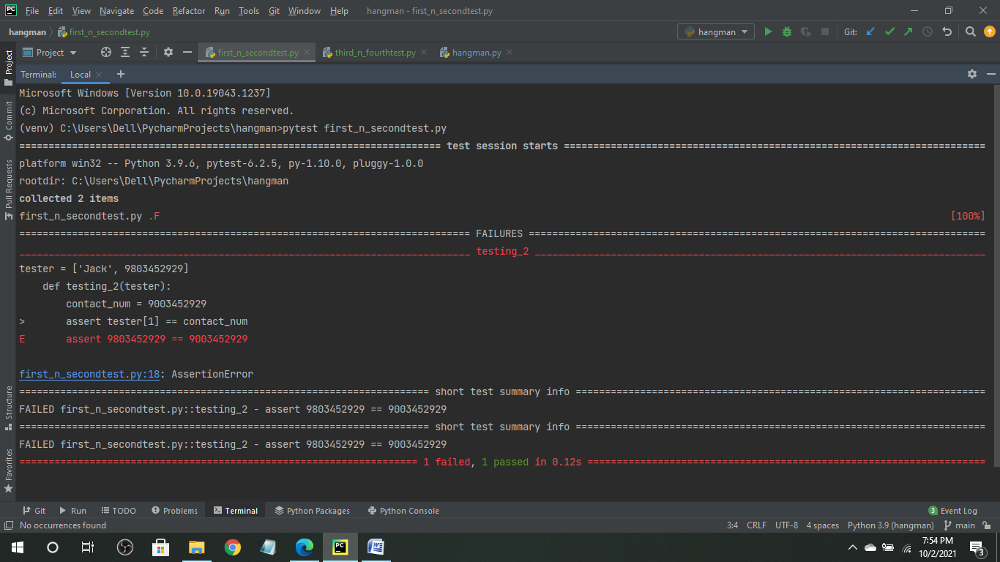 PC File Edit View Navigate Code Refactor Run Tools Git Window Help hangman - first_n_secondtest.py
hangman first_n_secondtest.py hangman Git:
Project first_n_secondtest.py third_n_fourthtest.py hangman.py
Project
Commit
Pull Requests
Structure
Favorites
Terminal: Local
Microsoft Windows [Version 10.0.19043.1237]
(c) Microsoft Corporation. All rights reserved.
(venv) C:\Users\Dell\PycharmProjects\hangman>pytest first_n_secondtest.py
======================================================================== test session starts ========================================================================
platform win32 -- Python 3.9.6, pytest-6.2.5, py-1.10.0, pluggy-1.0.0
rootdir: C:\Users\Dell\PycharmProjects\hangman
collected 2 items
first_n_secondtest.py .F [100%]
============================================================================= FAILURES ==============================================================================
_____________________________________________________________________________ testing_2 _____________________________________________________________________________
tester = ['Jack', 9803452929]
    def testing_2(tester):
        contact_num = 9003452929
>       assert tester[1] == contact_num
E       assert 9803452929 == 9003452929
first_n_secondtest.py:18: AssertionError
====================================================================== short test summary info ======================================================================
FAILED first_n_secondtest.py::testing_2 - assert 9803452929 == 9003452929
====================================================================== short test summary info ======================================================================
FAILED first_n_secondtest.py::testing_2 - assert 9803452929 == 9003452929
==================================================================== 1 failed, 1 passed in 0.12s ====================================================================
Git Run TODO Problems Terminal Python Packages Python Console 3 Event Log
No occurrences found 3:4 CRLF UTF-8 4 spaces Python 3.9 (hangman) main
PC W 7:54 PM
10/2/2021 3